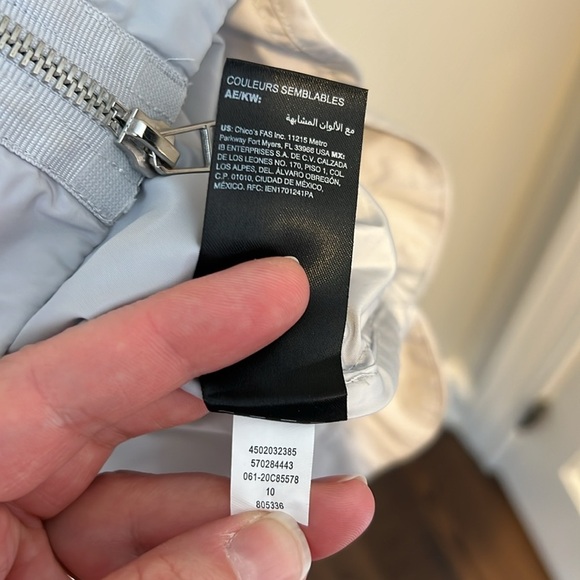 COULEURS SEMBLABLES
AE/KW:
مع الألوان المشابهة
US: Chico's FAS Inc. 11215 Metro
Parkway Fort Myers, FL 33966 USA MX:
IB ENTERPRISES S.A. DE C.V. CALZADA
DE LOS LEONES NO. 170, PISO 1, COL.
LOS ALPES, DEL. ÁLVARO OBREGÓN,
C.P. 01010, CIUDAD DE MÉXICO,
MÉXICO. RFC: IEN1701241PA
4502032385
570284443
061-20C85578
10
805336